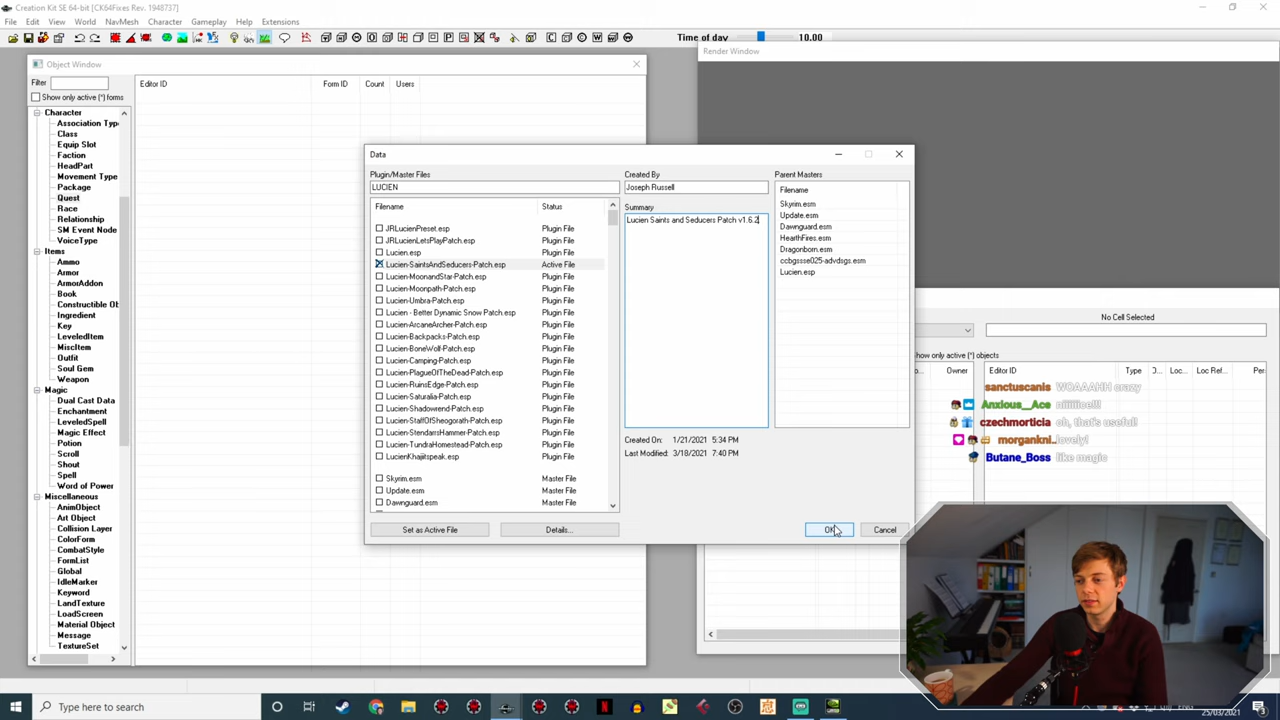 Creation Kit SE 64-bit [CK64Fixes Rev. 1948737]
File Edit View World NavMesh Character Gameplay Help Extensions
Time of day 10.00
Object Window
Render Window
Filter
Show only active (*) forms
Editor ID Form ID Count Users
Character
Association Typ
Class
Equip Slot
Faction
HeadPart
Movement Type
Package
Quest
Race
Relationship
SM Event Node
VoiceType
Items
Ammo
Armor
ArmorAddon
Book
Constructible Ob
Ingredient
Key
LeveledItem
MiscItem
Outfit
Soul Gem
Weapon
Magic
Dual Cast Data
Enchantment
LeveledSpell
Magic Effect
Potion
Scroll
Shout
Spell
Word of Power
Miscellaneous
AnimObject
Art Object
Collision Layer
ColorForm
CombatStyle
FormList
Global
IdleMarker
Keyword
LandTexture
LoadScreen
Material Object
Message
TextureSet
Data
Plugin/Master Files
LUCIEN
Filename Status
JRLucienPreset.esp Plugin File
JRLucienLetsPlayPatch.esp Plugin File
Lucien.esp Plugin File
Lucien-SaintsAndSeducers-Patch.esp Active File
Lucien-MoonandStar-Patch.esp Plugin File
Lucien-Moonpath-Patch.esp Plugin File
Lucien-Umbra-Patch.esp Plugin File
Lucien - Better Dynamic Snow Patch.esp Plugin File
Lucien-ArcaneArcher-Patch.esp Plugin File
Lucien-Backpacks-Patch.esp Plugin File
Lucien-BoneWolf-Patch.esp Plugin File
Lucien-Camping-Patch.esp Plugin File
Lucien-PlagueOfTheDead-Patch.esp Plugin File
Lucien-RuinsEdge-Patch.esp Plugin File
Lucien-Saturalia-Patch.esp Plugin File
Lucien-Shadowrend-Patch.esp Plugin File
Lucien-StaffOfSheogorath-Patch.esp Plugin File
Lucien-StendarrsHammer-Patch.esp Plugin File
Lucien-TundraHomestead-Patch.esp Plugin File
LucienKhajiitspeak.esp Plugin File
Skyrim.esm Master File
Update.esm Master File
Dawnguard.esm Master File
Set as Active File
Details...
Created By
Joseph Russell
Summary
Lucien Saints and Seducers Patch v1.6.2
Created On: 1/21/2021 5:34 PM
Last Modified: 3/18/2021 7:40 PM
Parent Masters
Filename
Skyrim.esm
Update.esm
Dawnguard.esm
HearthFires.esm
Dragonborn.esm
ccbgssse025-advdsgs.esm
Lucien.esp
OK
Cancel
No Cell Selected
how only active (*) objects
Owner Editor ID Type D... Loc... Loc Ref... Per
sanctuscanis WOAAAHH crazy
Anxious__Ace niiiiiice!!!
czechmorticia oh, that's useful!
morgankni... lovely!
Butane_Boss like magic
Type here to search
ENG
25/03/2021